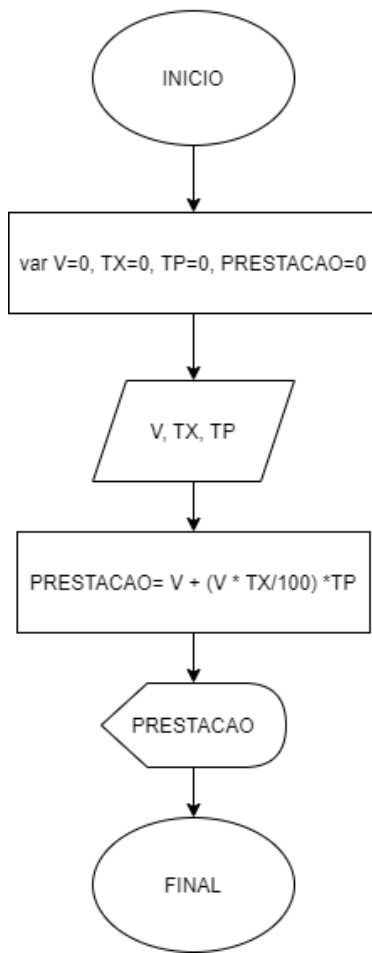 INICIO
var V=0, TX=0, TP=0, PRESTACAO=0
V, TX, TP
PRESTACAO= V + (V * TX/100) *TP
PRESTACAO
FINAL